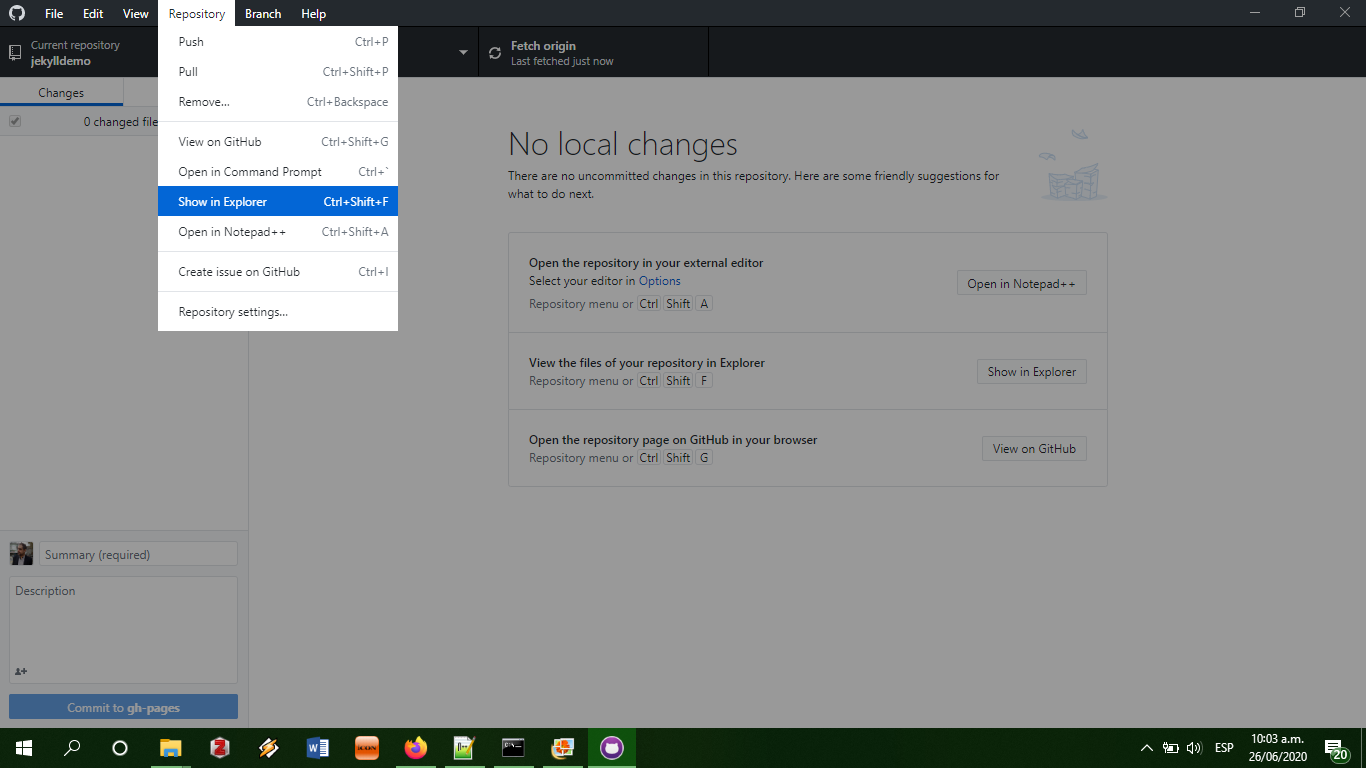 File Edit View Repository Branch Help
Current repository
jekylldemo
Fetch origin
Last fetched just now
Changes
0 changed file
Push Ctrl+P
Pull Ctrl+Shift+P
Remove... Ctrl+Backspace
View on GitHub Ctrl+Shift+G
Open in Command Prompt Ctrl+`
Show in Explorer Ctrl+Shift+F
Open in Notepad++ Ctrl+Shift+A
Create issue on GitHub Ctrl+I
Repository settings...
No local changes
There are no uncommitted changes in this repository. Here are some friendly suggestions for
what to do next.
Open the repository in your external editor
Select your editor in Options
Repository menu or Ctrl Shift A
Open in Notepad++
View the files of your repository in Explorer
Repository menu or Ctrl Shift F
Show in Explorer
Open the repository page on GitHub in your browser
Repository menu or Ctrl Shift G
View on GitHub
Summary (required)
Description
Commit to gh-pages
ESP
10:03 a.m.
26/06/2020
20